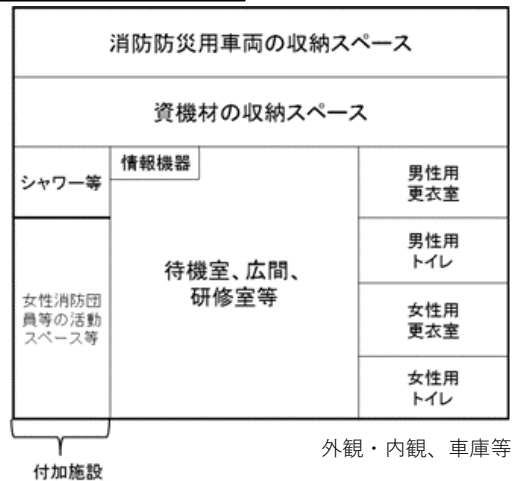 消防防災用車両の収納スペース
資機材の収納スペース
シャワー等
情報機器
男性用
更衣室
待機室、広間、
研修室等
男性用
トイレ
女性消防団
員等の活動
スペース等
女性用
更衣室
女性用
トイレ
付加施設
外観・内観、車庫等